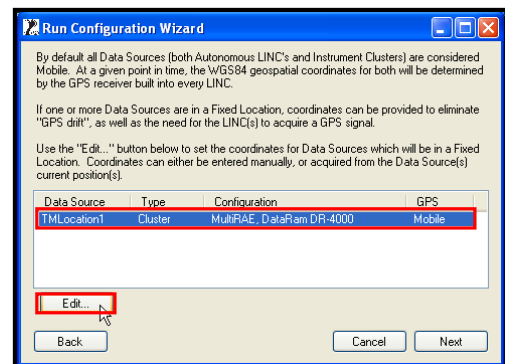 Run Configuration Wizard
By default all Data Sources (both Autonomous LINC's and Instrument Clusters) are considered
Mobile. At a given point in time, the WGS84 geospatial coordinates for both will be determined
by the GPS receiver built into every LINC.
If one or more Data Sources are in a Fixed Location, coordinates can be provided to eliminate
"GPS drift", as well as the need for the LINC(s) to acquire a GPS signal.
Use the "Edit..." button below to set the coordinates for Data Sources which will be in a Fixed
Location. Coordinates can either be entered manually, or acquired from the Data Source(s)
current position(s).
Data Source Type Configuration GPS
TMLocation1 Cluster MultiRAE, DataRam DR-4000 Mobile
Edit...
Back Cancel Next